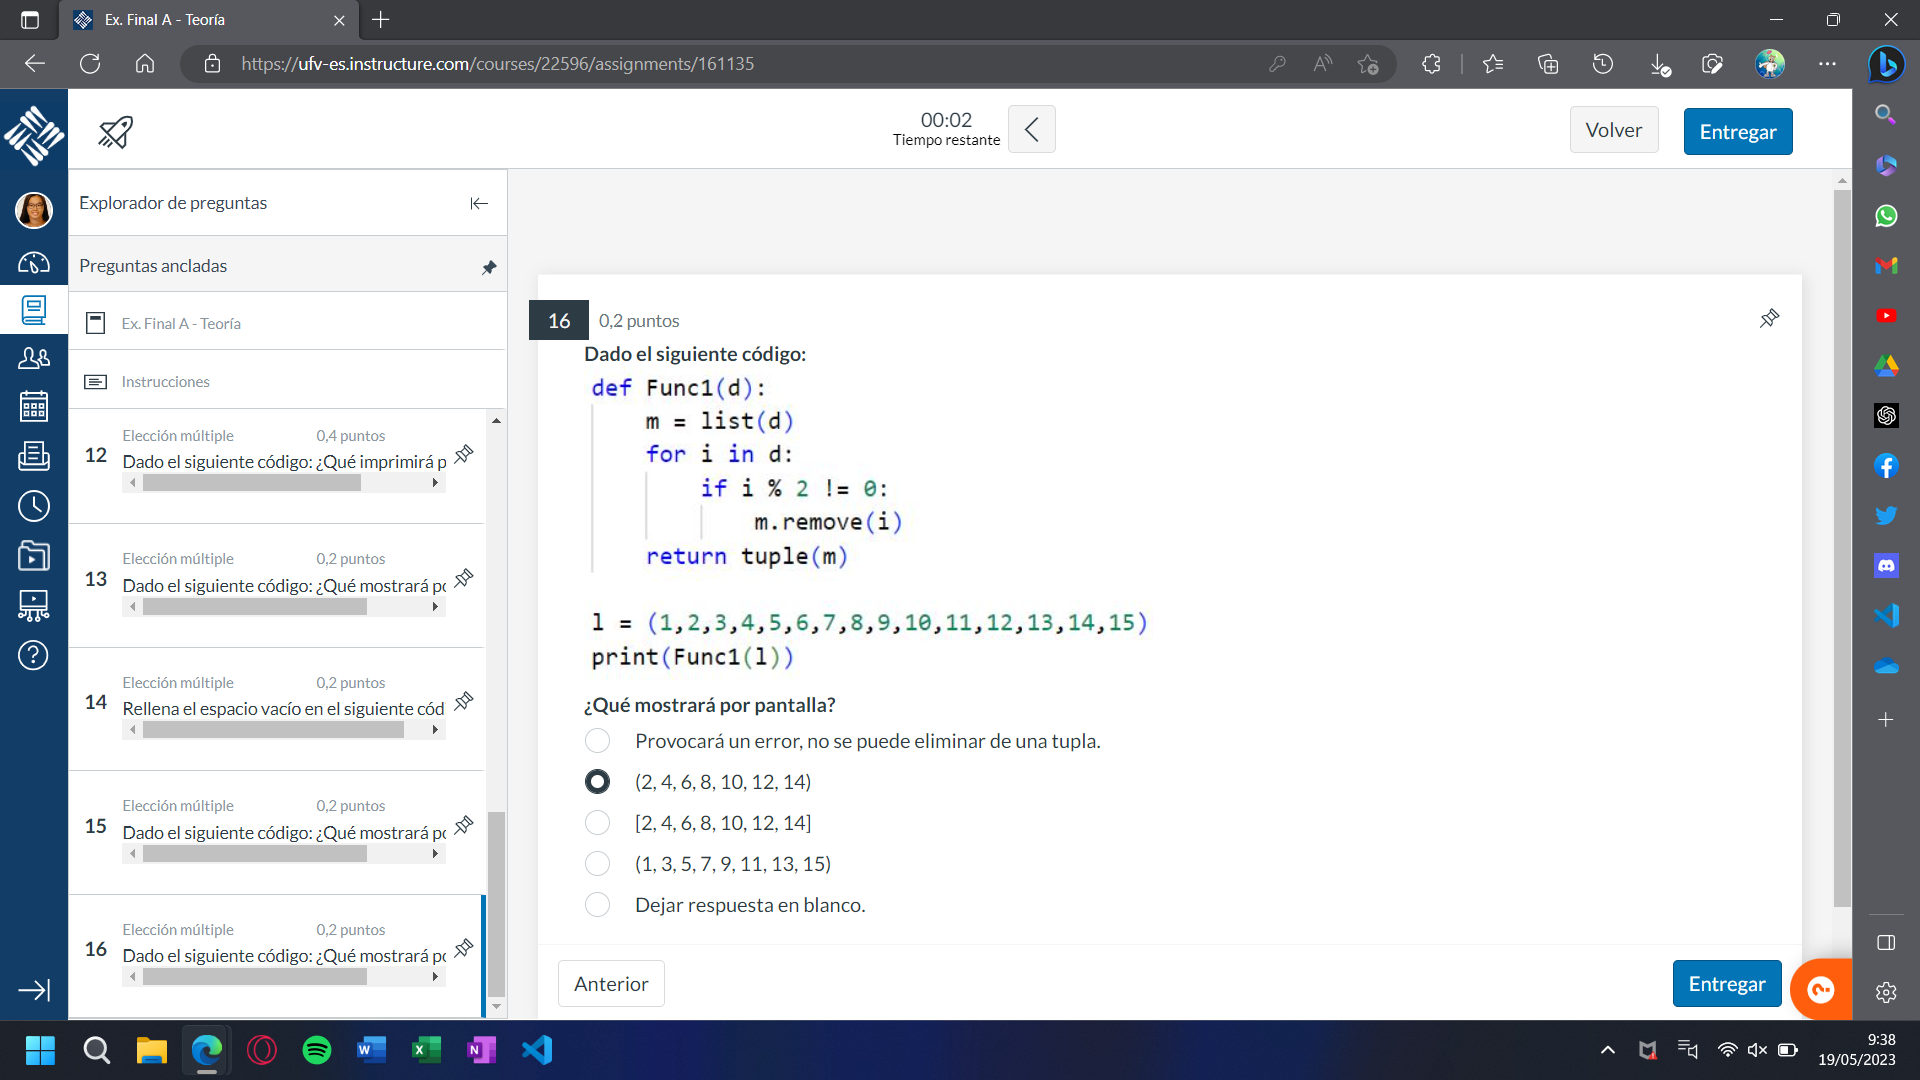 Ex. Final A - Teoría
https://ufv-es.instructure.com/courses/22596/assignments/161135
00:02
Tiempo restante
Volver
Entregar
Explorador de preguntas
Preguntas ancladas
Ex. Final A - Teoría
Instrucciones
12
Elección múltiple 0,4 puntos
Dado el siguiente código: ¿Qué imprimirá p
13
Elección múltiple 0,2 puntos
Dado el siguiente código: ¿Qué mostrará po
14
Elección múltiple 0,2 puntos
Rellena el espacio vacío en el siguiente cód
15
Elección múltiple 0,2 puntos
Dado el siguiente código: ¿Qué mostrará po
16
Elección múltiple 0,2 puntos
Dado el siguiente código: ¿Qué mostrará po
16 0,2 puntos
Dado el siguiente código:
def Func1(d):
m = list(d)
for i in d:
if i % 2 != 0:
m.remove(i)
return tuple(m)
l = (1,2,3,4,5,6,7,8,9,10,11,12,13,14,15)
print(Func1(l))
¿Qué mostrará por pantalla?
Provocará un error, no se puede eliminar de una tupla.
(2, 4, 6, 8, 10, 12, 14)
[2, 4, 6, 8, 10, 12, 14]
(1, 3, 5, 7, 9, 11, 13, 15)
Dejar respuesta en blanco.
Anterior
Entregar
9:38
19/05/2023